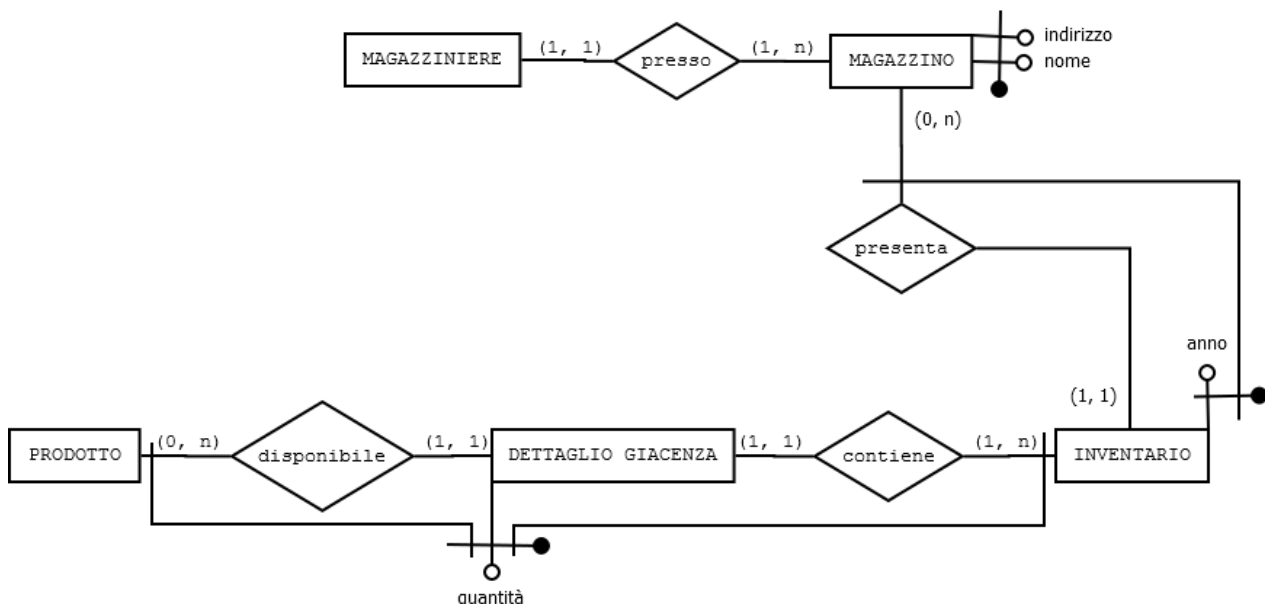 indirizzo
MAGAZZINIERE (1, 1) presso (1, n) MAGAZZINO
nome
(0, n)
presenta
anno
(1, 1)
PRODOTTO (0, n) disponibile (1, 1) DETTAGLIO GIACENZA (1, 1) contiene (1, n) INVENTARIO
quantità